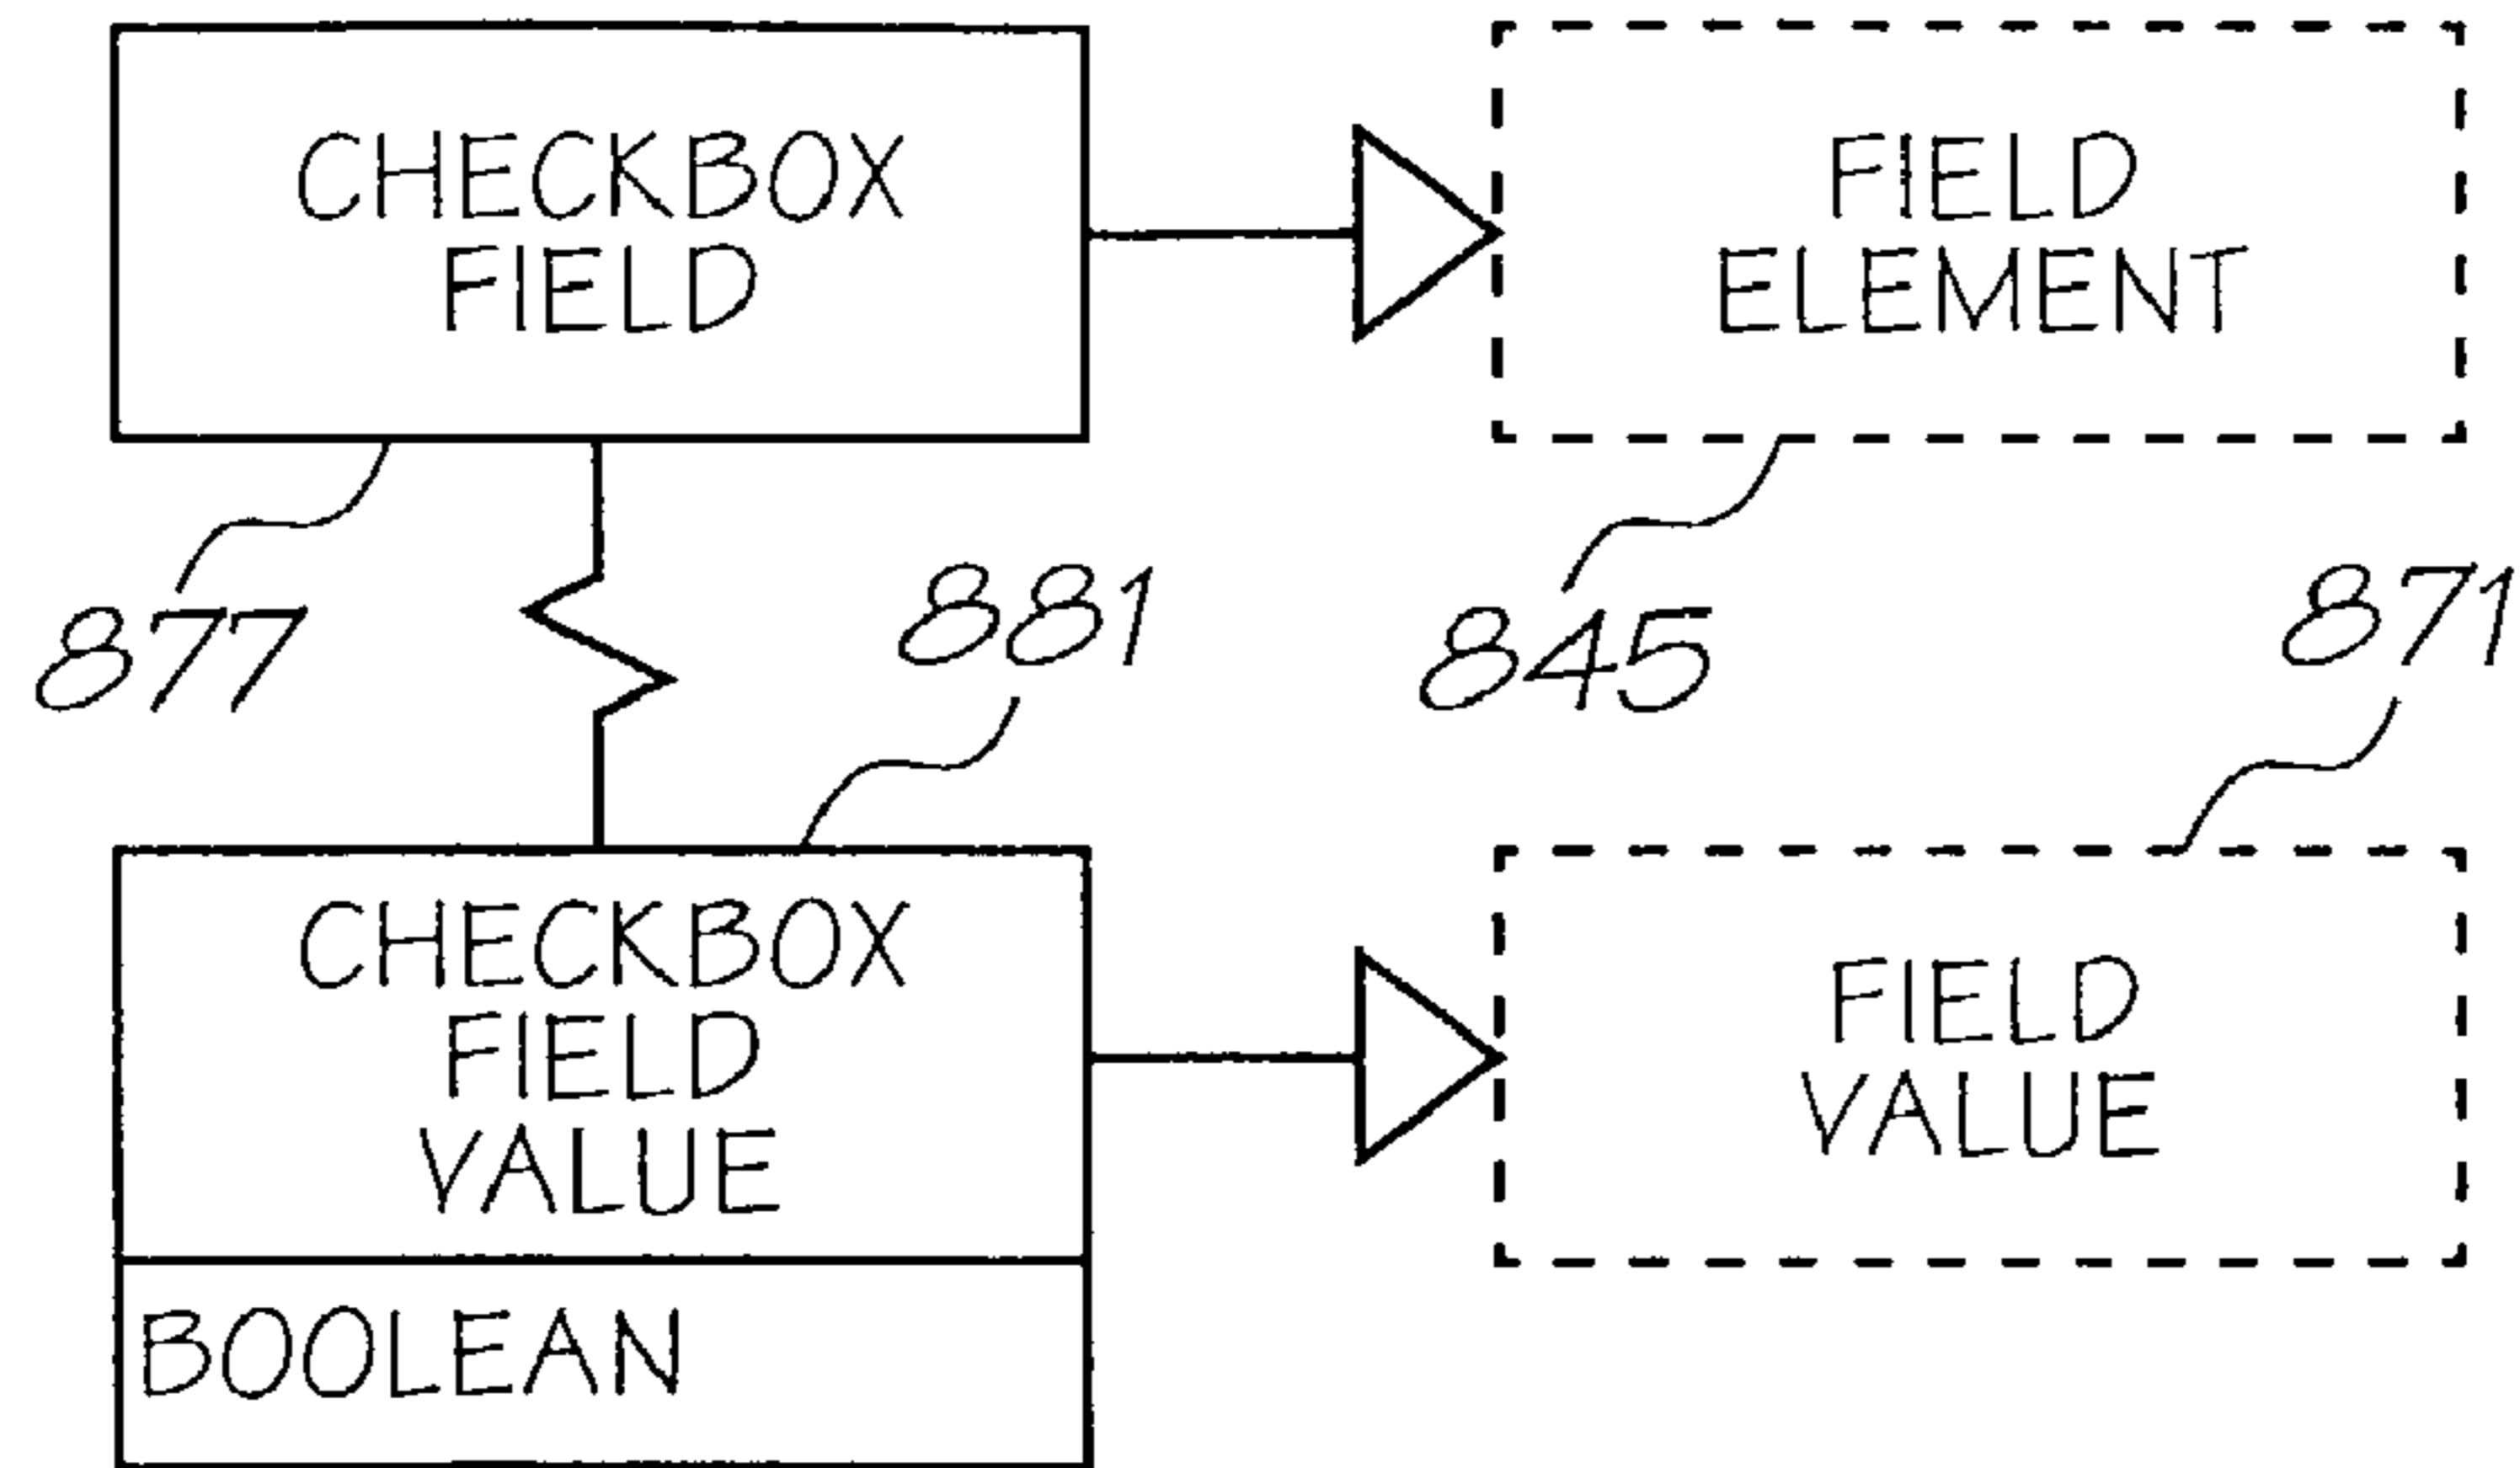 CHECKBOX
FIELD
FIELD
ELEMENT
877
881
845
871
CHECKBOX
FIELD
VALUE
FIELD
VALUE
BOOLEAN